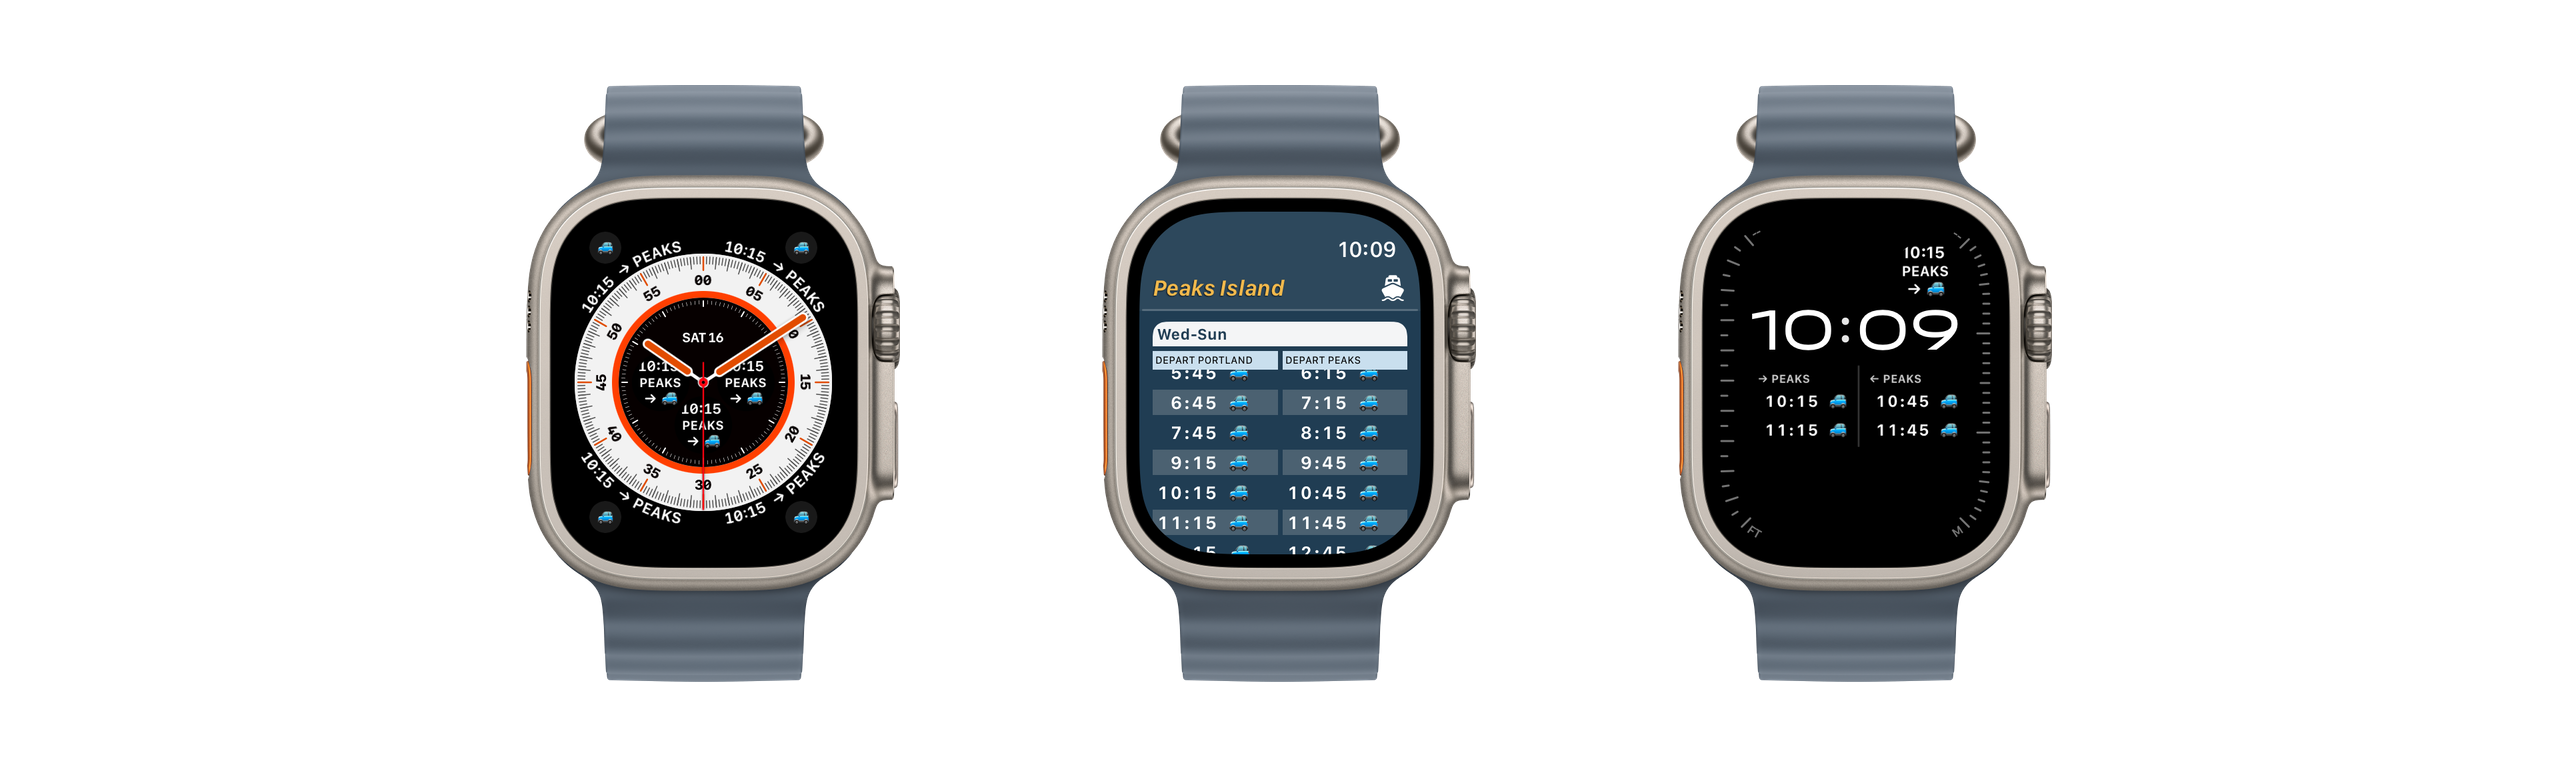 10:15 → PEAKS
10:15 → PEAKS
00
05
55
50
SAT 16
10:15
PEAKS
→
10:15
PEAKS
→
45
15
10:15
PEAKS
→
40
20
35
25
30
10:15 → PEAKS
10:15 → PEAKS
10:09
Peaks Island
Wed-Sun
DEPART PORTLAND DEPART PEAKS
5:45 6:15
6:45 7:15
7:45 8:15
9:15 9:45
10:15 10:45
11:15 11:45
12:45
10:15
PEAKS
→
10:09
→ PEAKS ← PEAKS
10:15 10:45
11:15 11:45
FT M